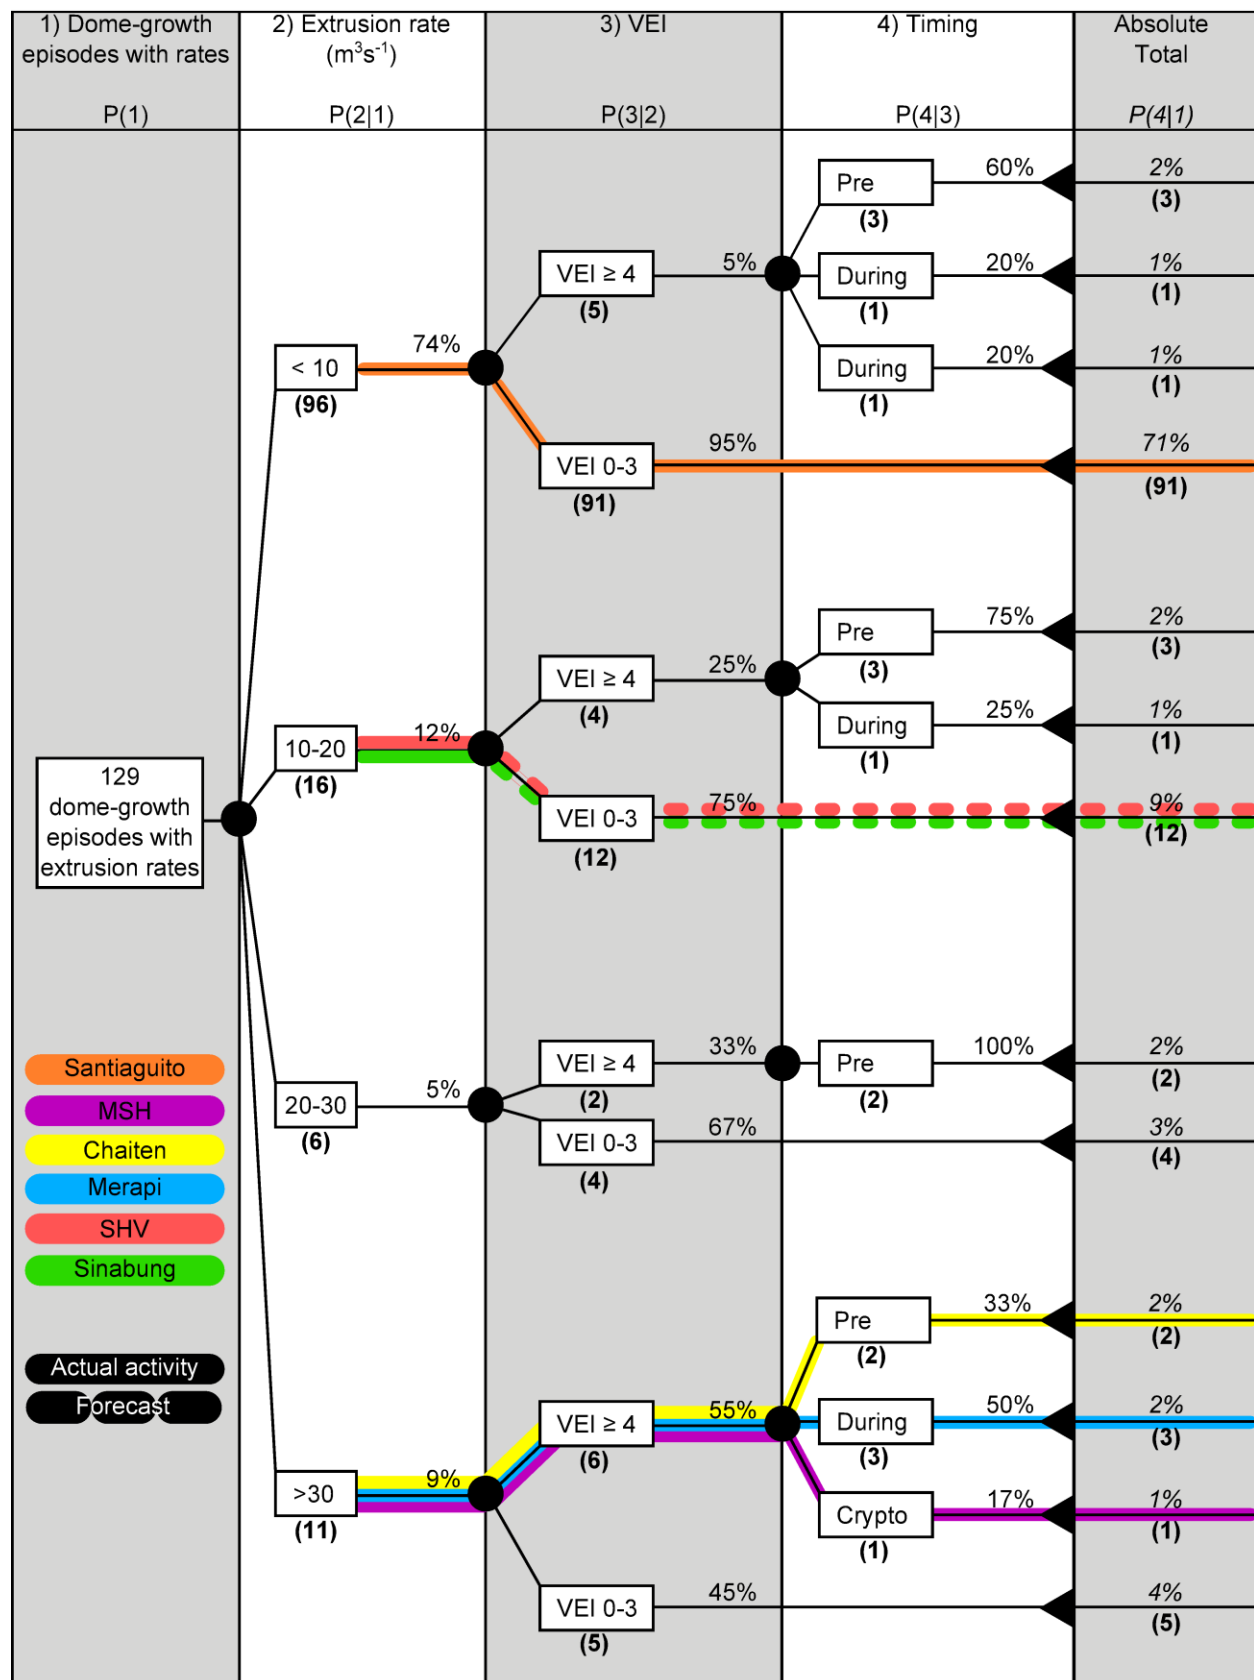 1) Dome-growth
episodes with rates
P(1)
2) Extrusion rate
(m³s⁻¹)
P(2|1)
3) VEI
P(3|2)
4) Timing
P(4|3)
Absolute
Total
P(4|1)
129
dome-growth
episodes with
extrusion rates
< 10
(96)
74%
VEI ≥ 4
(5)
5%
Pre
(3)
60%
2%
(3)
During
(1)
20%
1%
(1)
During
(1)
20%
1%
(1)
VEI 0-3
(91)
95%
71%
(91)
10-20
(16)
12%
VEI ≥ 4
(4)
25%
Pre
(3)
75%
2%
(3)
During
(1)
25%
1%
(1)
VEI 0-3
(12)
75%
9%
(12)
20-30
(6)
5%
VEI ≥ 4
(2)
33%
Pre
(2)
100%
2%
(2)
VEI 0-3
(4)
67%
3%
(4)
>30
(11)
9%
VEI ≥ 4
(6)
55%
Pre
(2)
33%
2%
(2)
During
(3)
50%
2%
(3)
Crypto
(1)
17%
1%
(1)
VEI 0-3
(5)
45%
4%
(5)
Santiaguito
MSH
Chaiten
Merapi
SHV
Sinabung
Actual activity
Forecast